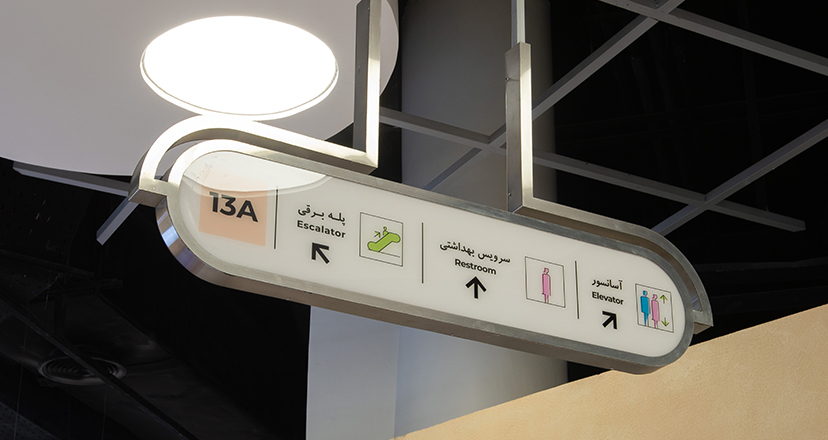 13A
پله برقی
Escalator
سرویس بهداشتی
Restroom
آسانسور
Elevator